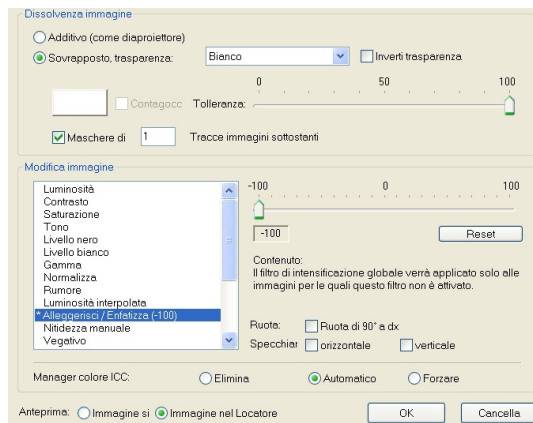 Dissolvenza immagine
Additivo (come diaproiettore)
Sovrapposto, trasparenza: Bianco Inverti trasparenza
0 50 100
Contagocc Tolleranza:
Maschere di 1 Tracce immagini sottostanti
Modifica immagine
Luminosità
Contrasto
Saturazione
Tono
Livello nero
Livello bianco
Gamma
Normalizza
Rumore
Luminosità interpolata
* Alleggerisci / Enfatizza (-100)
Nitidezza manuale
Vegativo
-100 0 100
-100 Reset
Contenuto:
Il filtro di intensificazione globale verrà applicato solo alle
immagini per le quali questo filtro non è attivato.
Ruota: Ruota di 90° a dx
Specchiar orizzontale verticale
Manager colore ICC: Elimina Automatico Forzare
Anteprima: Immagine si Immagine nel Locatore OK Cancella